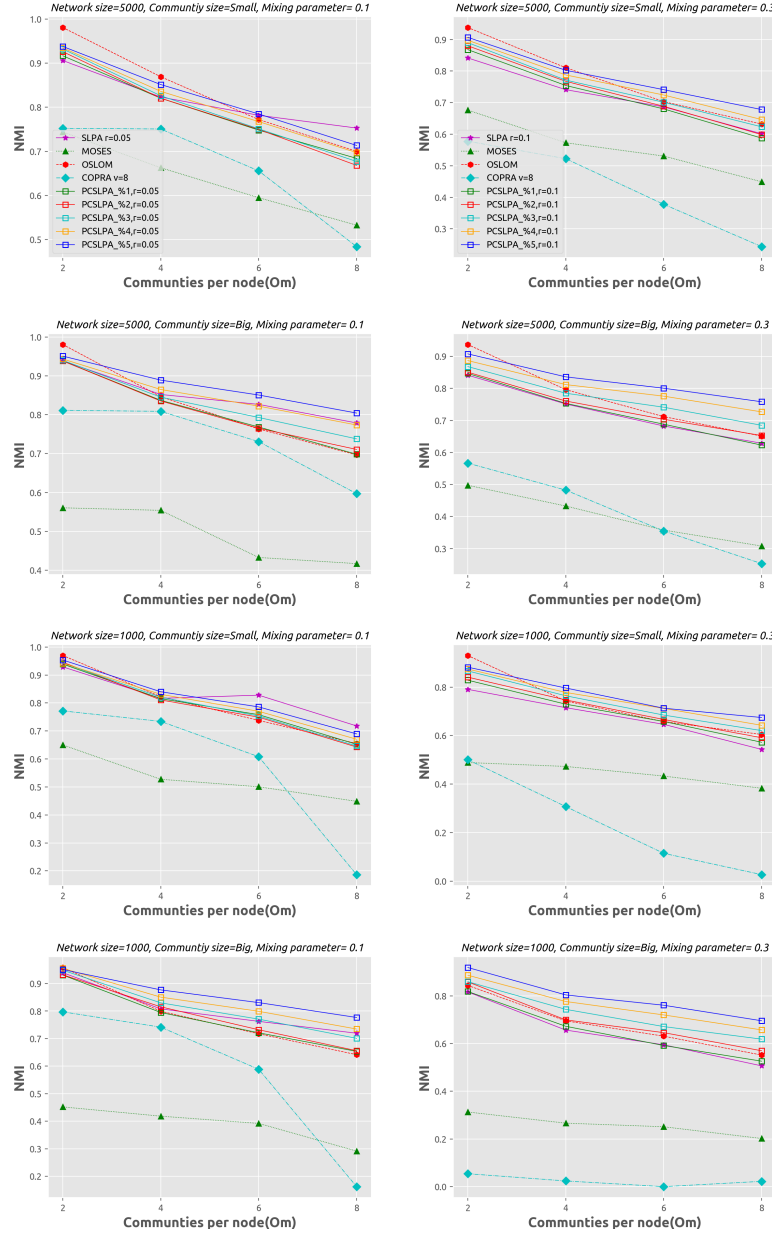 Network size=5000, Communtiy size=Small, Mixing parameter= 0.1
1.0
0.9
0.8
0.7
0.6
0.5
NMI
SLPA r=0.05
MOSES
OSLOM
COPRA v=8
PCSLPA_%1,r=0.05
PCSLPA_%2,r=0.05
PCSLPA_%3,r=0.05
PCSLPA_%4,r=0.05
PCSLPA_%5,r=0.05
2 4 6 8
Communties per node(Om)
Network size=5000, Communtiy size=Small, Mixing parameter= 0.3
0.9
0.8
0.7
0.6
0.5
0.4
0.3
NMI
SLPA r=0.1
MOSES
OSLOM
COPRA v=8
PCSLPA_%1,r=0.1
PCSLPA_%2,r=0.1
PCSLPA_%3,r=0.1
PCSLPA_%4,r=0.1
PCSLPA_%5,r=0.1
2 4 6 8
Communties per node(Om)
Network size=5000, Communtiy size=Big, Mixing parameter= 0.1
1.0
0.9
0.8
0.7
0.6
0.5
0.4
NMI
2 4 6 8
Communties per node(Om)
Network size=5000, Communtiy size=Big, Mixing parameter= 0.3
0.9
0.8
0.7
0.6
0.5
0.4
0.3
NMI
2 4 6 8
Communties per node(Om)
Network size=1000, Communtiy size=Small, Mixing parameter= 0.1
1.0
0.9
0.8
0.7
0.6
0.5
0.4
0.3
0.2
NMI
2 4 6 8
Communties per node(Om)
Network size=1000, Communtiy size=Small, Mixing parameter= 0.3
0.8
0.6
0.4
0.2
0.0
NMI
2 4 6 8
Communties per node(Om)
Network size=1000, Communtiy size=Big, Mixing parameter= 0.1
0.9
0.8
0.7
0.6
0.5
0.4
0.3
0.2
NMI
2 4 6 8
Communties per node(Om)
Network size=1000, Communtiy size=Big, Mixing parameter= 0.3
0.8
0.6
0.4
0.2
0.0
NMI
2 4 6 8
Communties per node(Om)